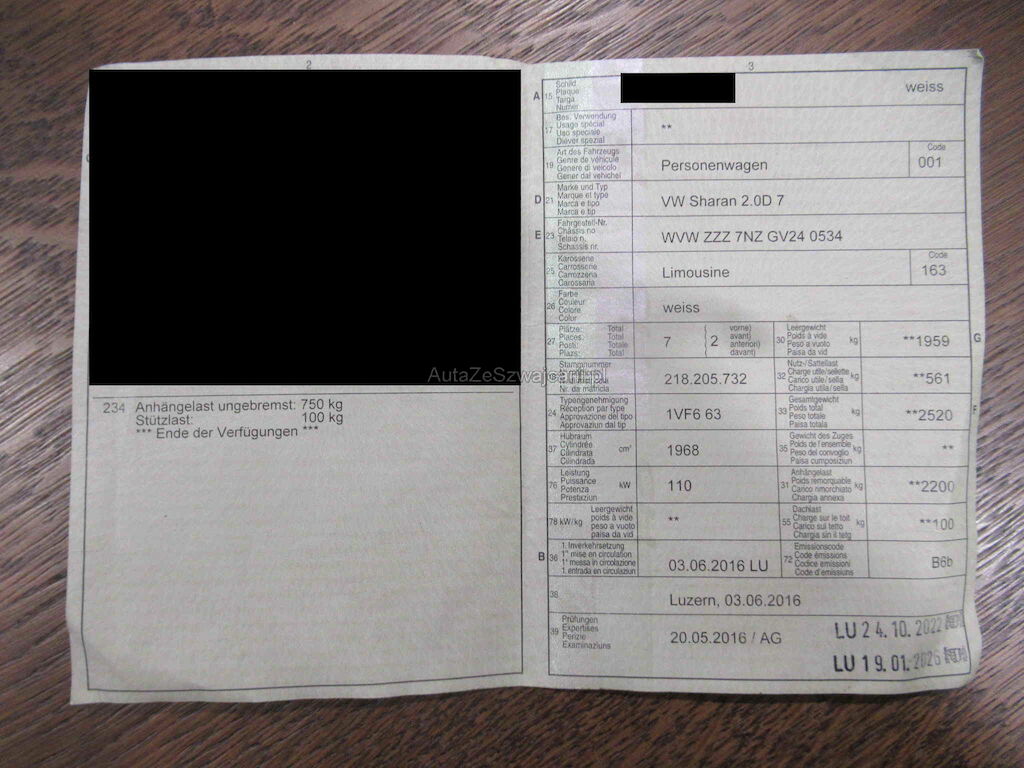 2
234 Anhängelast ungebremst: 750 kg
Stützlast: 100 kg
*** Ende der Verfügungen ***
AutaZeSzwajcarii.pl
3
A 15 Schild
Plaque
Targa
Numer
weiss
17 Bes. Verwendung
Usage spécial
Uso speciale
Diever spezial
**
19 Art des Fahrzeugs
Genre de véhicule
Genere di veicolo
Gener dal vehichel
Personenwagen
Code
001
D 21 Marke und Typ
Marque et type
Marca e tipo
Marca e tip
VW Sharan 2.0D 7
E 23 Fahrgestell-Nr.
Châssis no
Telaio n.
Schassis nr.
WVW ZZZ 7NZ GV24 0534
25 Karosserie
Carrosserie
Carrozzeria
Carossaria
Limousine
Code
163
26 Farbe
Couleur
Colore
Color
weiss
27 Plätze: Total
Places: Total
Posti: Totale
Plazs: Total
7
( vorne)
( avant)
2 anteriori)
( davant)
30 Leergewicht
Poids à vide
Peso a vuoto
Paisa da vid
kg
**1959
G
Stammnummer
Nr. da matricla
218.205.732
32 Nutz-/Sattellast
Charge utile/sellette
Carico utile/sella
Chargia utila/sella
kg
**561
24 Typengenehmigung
Réception par type
Approvazione del tipo
Approvaziun dal tip
1VF6 63
33 Gesamtgewicht
Poids total
Peso totale
Paisa totala
kg
**2520
F
37 Hubraum
Cylindrée
Cilindrata
Cilindrada
cm³
1968
35 Gewicht des Zuges
Poids de l'ensemble
Peso del convoglio
Paisa cumposiziun
kg
**
76 Leistung
Puissance
Potenza
Prestaziun
kW
110
31 Anhängelast
Poids remorquable
Carico rimorchiato
Chargia annexa
kg
**2200
78 kW/kg
Leergewicht
poids à vide
peso a vuoto
paisa da vid
**
55 Dachlast
Charge sur le toit
Carico sul tetto
Chargia sin il tetg
kg
**100
B 36 1. Inverkehrsetzung
1re mise en circulation
1a messa in circolazione
1. entrada en circulaziun
03.06.2016 LU
72 Emissionscode
Code émissions
Codice emissioni
Code d'emissiuns
B6b
38
Luzern, 03.06.2016
39 Prüfungen
Expertises
Perizie
Examinaziuns
20.05.2016 / AG
LU 24.10.2022
LU 19.01.2026